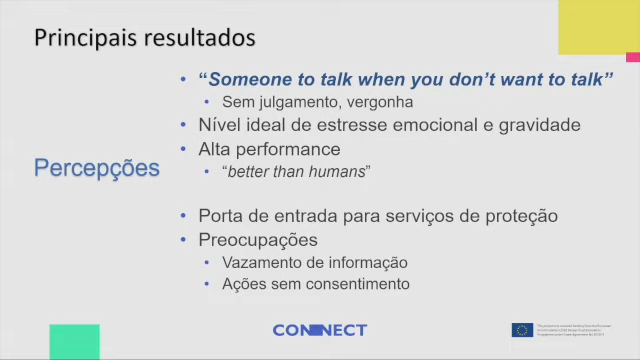 Principais resultados
Percepções
• “Someone to talk when you don’t want to talk”
• Sem julgamento, vergonha
• Nível ideal de estresse emocional e gravidade
• Alta performance
• “better than humans”
• Porta de entrada para serviços de proteção
• Preocupações
• Vazamento de informação
• Ações sem consentimento
CONNECT